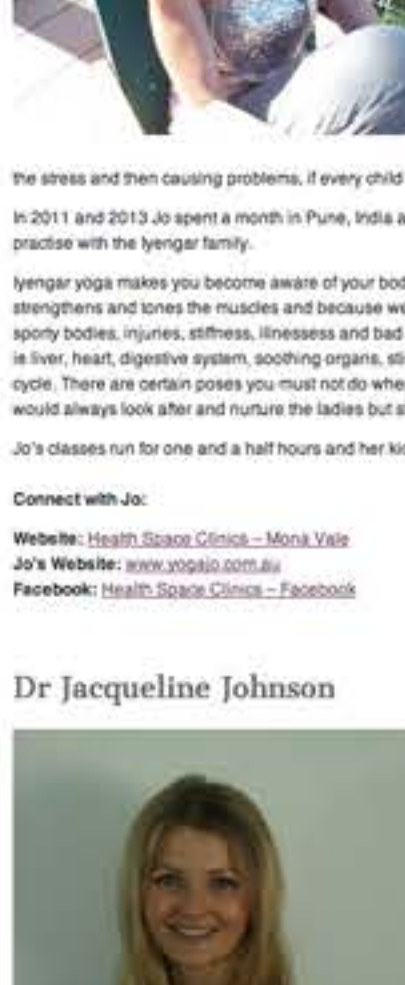 the stress and then causing problems, if every child
In 2011 and 2013 Jo spent a month in Pune, India a
practise with the Iyengar family.
Iyengar yoga makes you become aware of your bod
strengthens and tones the muscles and because we
sporty bodies, injuries, stiffness, illnessess and bad
ie liver, heart, digestive system, soothing organs, sti
cycle. There are certain poses you must not do whe
would always look after and nurture the ladies but s
Jo's classes run for one and a half hours and her kid
Connect with Jo:
Website: Health Space Clinics – Mona Vale
Jo's Website: www.yogajo.com.au
Facebook: Health Space Clinics – Facebook
Dr Jacqueline Johnson